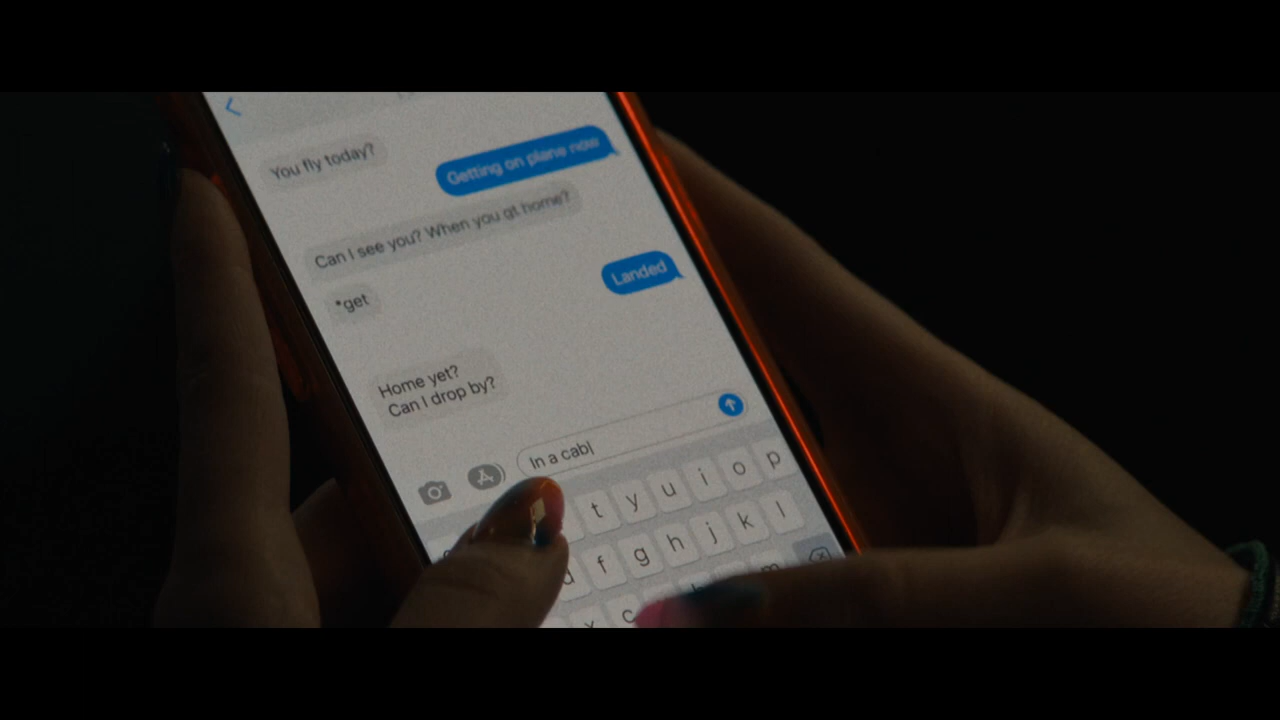 You fly today?
Getting on plane now
Can I see you? When you gt home?
Landed
*get
Home yet?
Can I drop by?
In a cab
t y u i o p
d f g h j k l
c m